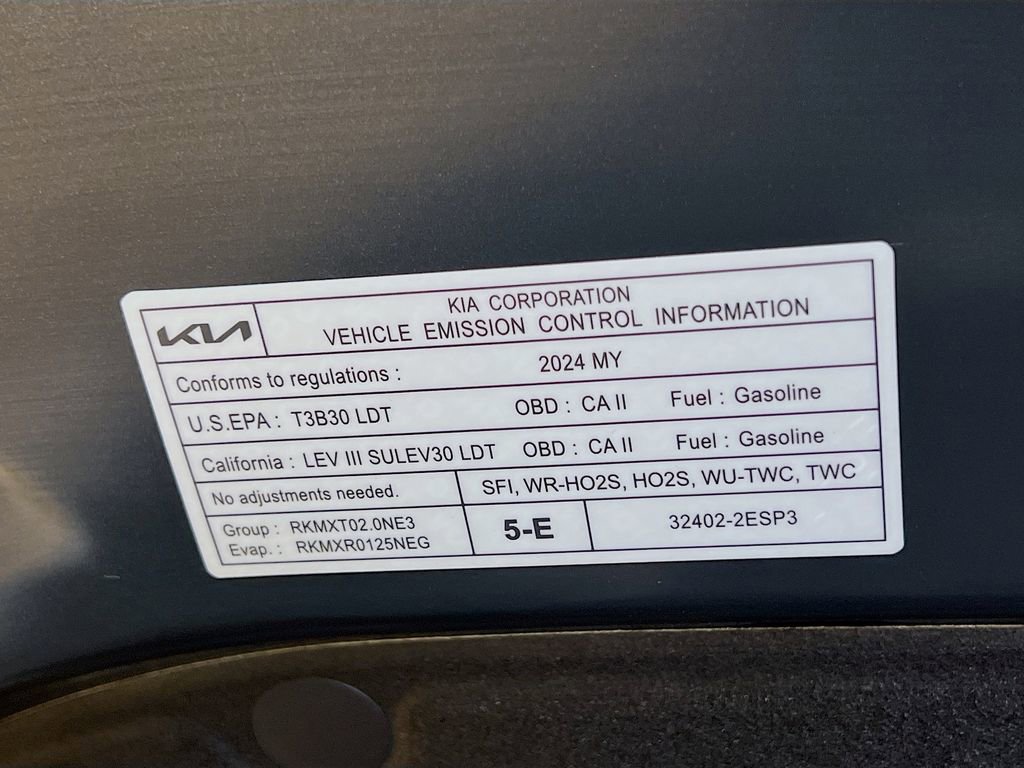 KIA
KIA CORPORATION
VEHICLE EMISSION CONTROL INFORMATION
Conforms to regulations : 2024 MY
U.S.EPA : T3B30 LDT OBD : CA II Fuel : Gasoline
California : LEV III SULEV30 LDT OBD : CA II Fuel : Gasoline
No adjustments needed. SFI, WR-HO2S, HO2S, WU-TWC, TWC
Group : RKMXT02.0NE3
Evap. : RKMXR0125NEG
5-E
32402-2ESP3